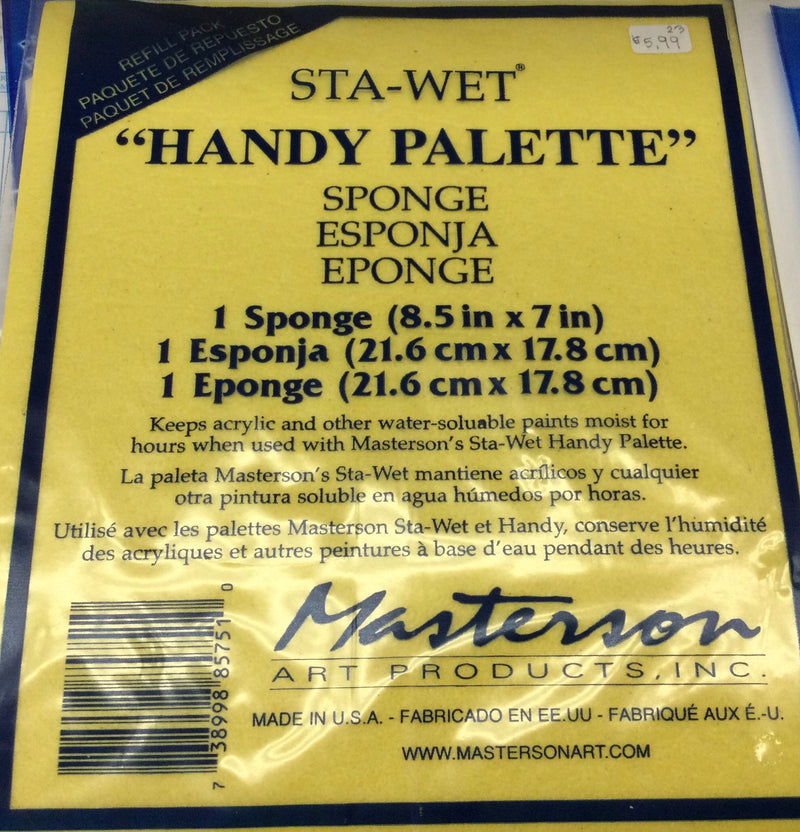 REFILL PACK
PAQUETE DE REPUESTO
PAQUET DE REMPLISSAGE
23
$5.99
STA-WET®
“HANDY PALETTE”
SPONGE
ESPONJA
EPONGE
1 Sponge (8.5 in x 7 in)
1 Esponja (21.6 cm x 17.8 cm)
1 Eponge (21.6 cm x 17.8 cm)
Keeps acrylic and other water-soluable paints moist for
hours when used with Masterson's Sta-Wet Handy Palette.
La paleta Masterson's Sta-Wet mantiene acrílicos y cualquier
otra pintura soluble en agua húmedos por horas.
Utilisé avec les palettes Masterson Sta-Wet et Handy, conserve l'humidité
des acryliques et autres peintures à base d'eau pendant des heures.
Masterson
ART PRODUCTS, INC.
MADE IN U.S.A. - FABRICADO EN EE.UU - FABRIQUÉ AUX É.-U.
WWW.MASTERSONART.COM
7 38998 85751 0